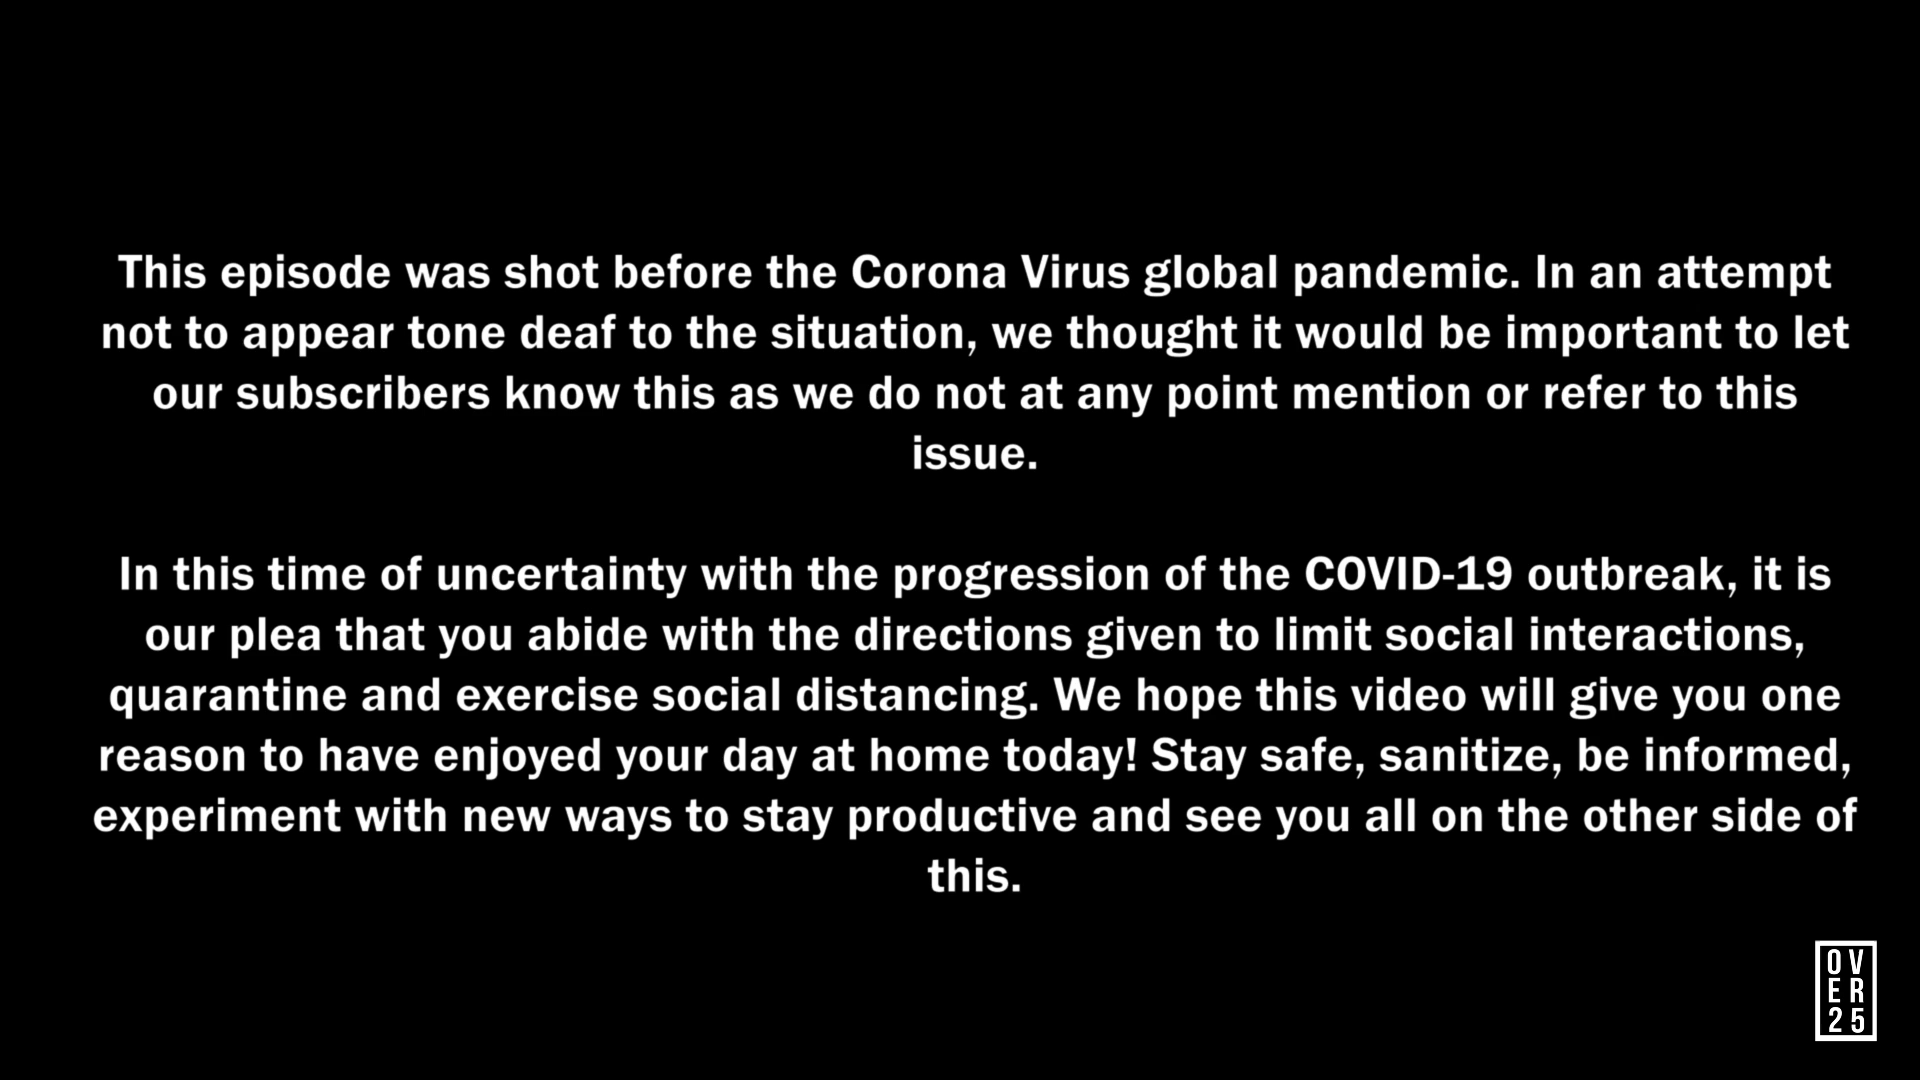 This episode was shot before the Corona Virus global pandemic. In an attempt
not to appear tone deaf to the situation, we thought it would be important to let
our subscribers know this as we do not at any point mention or refer to this
issue.
In this time of uncertainty with the progression of the COVID-19 outbreak, it is
our plea that you abide with the directions given to limit social interactions,
quarantine and exercise social distancing. We hope this video will give you one
reason to have enjoyed your day at home today! Stay safe, sanitize, be informed,
experiment with new ways to stay productive and see you all on the other side of
this.
OV
ER
25